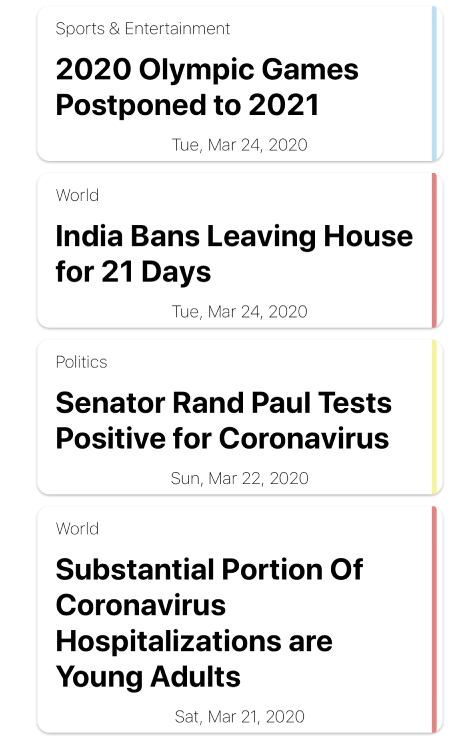 Sports & Entertainment
2020 Olympic Games
Postponed to 2021
Tue, Mar 24, 2020
World
India Bans Leaving House
for 21 Days
Tue, Mar 24, 2020
Politics
Senator Rand Paul Tests
Positive for Coronavirus
Sun, Mar 22, 2020
World
Substantial Portion Of
Coronavirus
Hospitalizations are
Young Adults
Sat, Mar 21, 2020